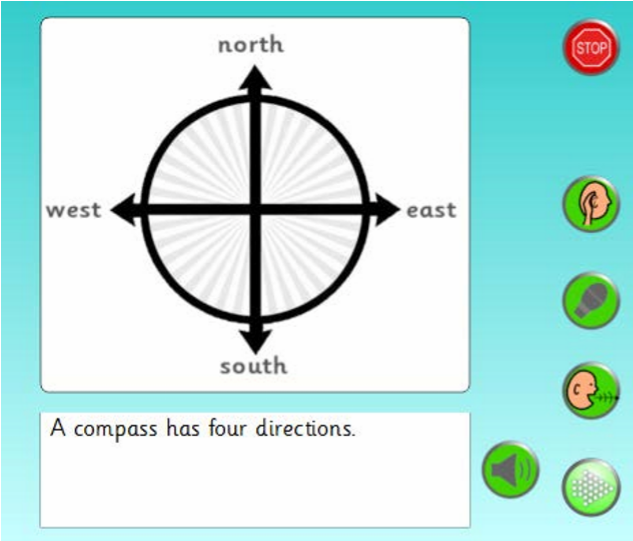 north
STOP
west
east
south
A compass has four directions.